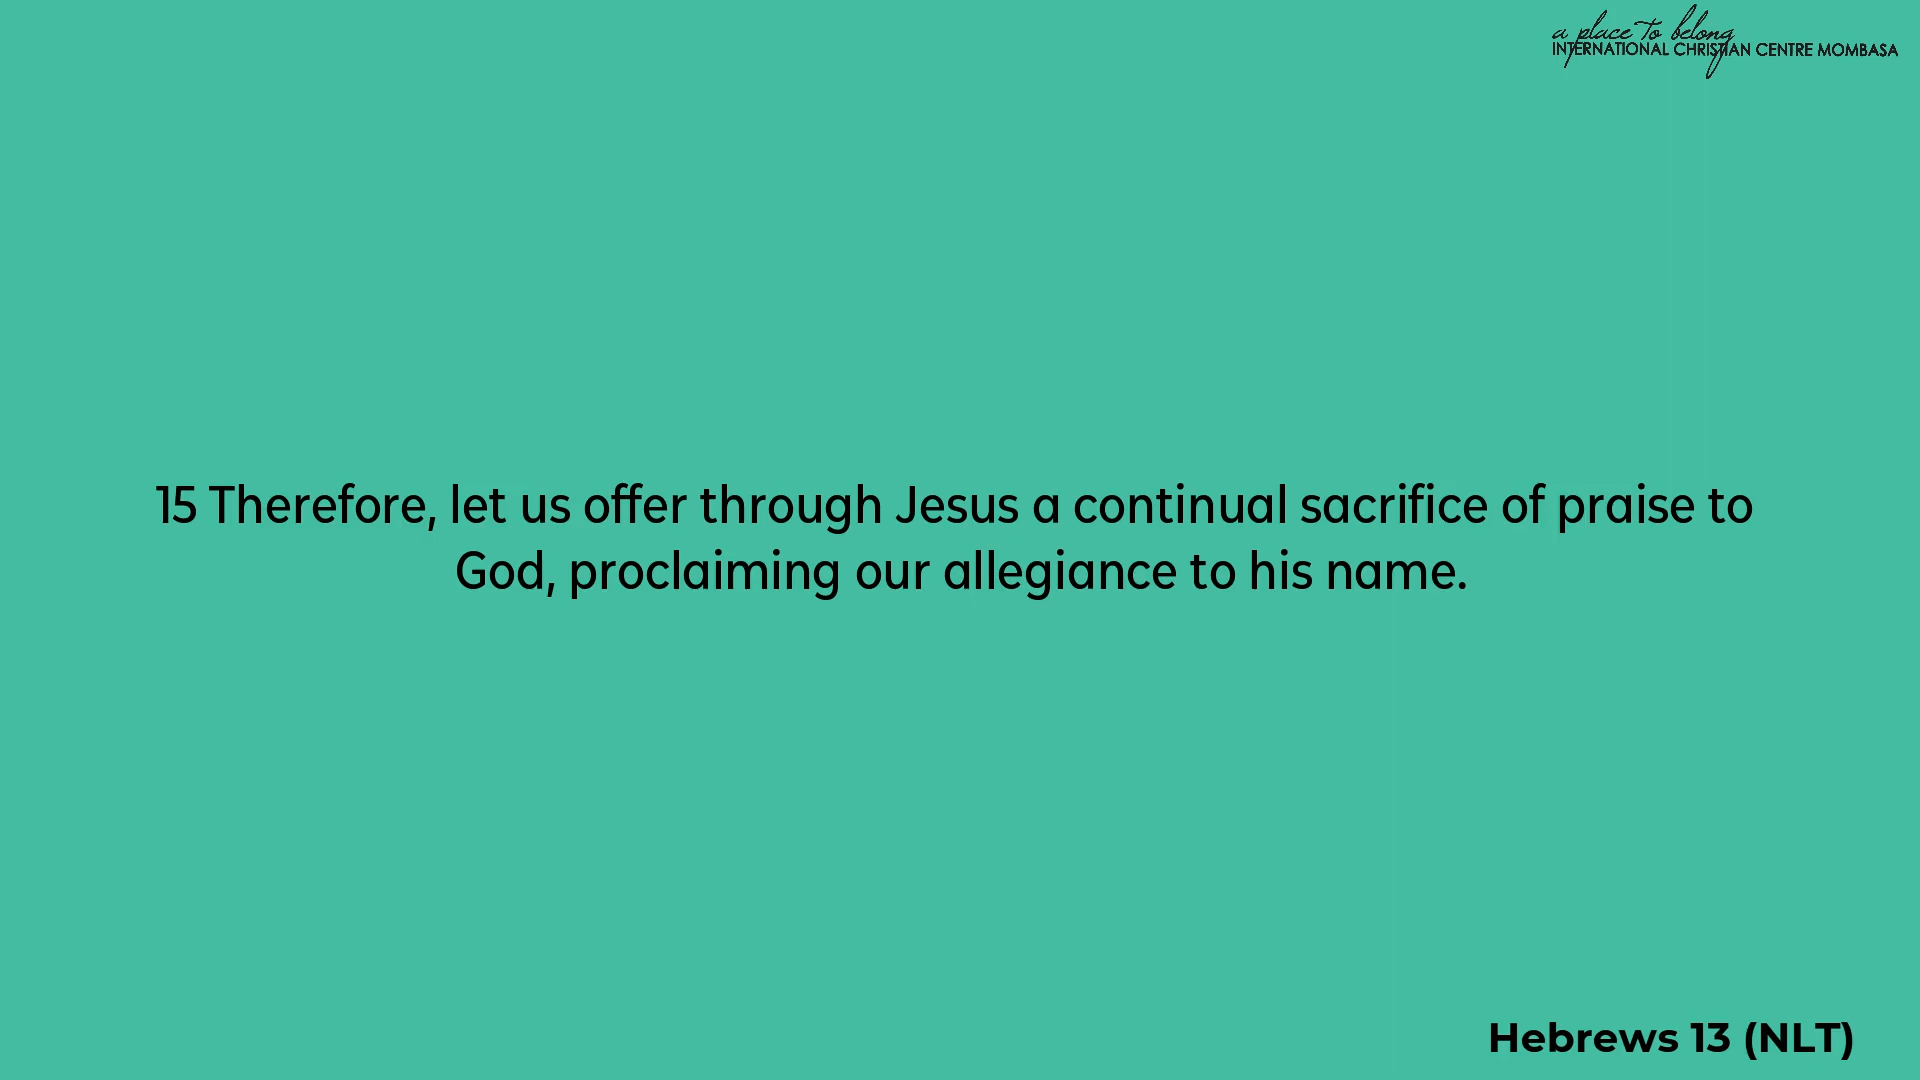 a place to belong
INTERNATIONAL CHRISTIAN CENTRE MOMBASA
15 Therefore, let us offer through Jesus a continual sacrifice of praise to
God, proclaiming our allegiance to his name.
Hebrews 13 (NLT)